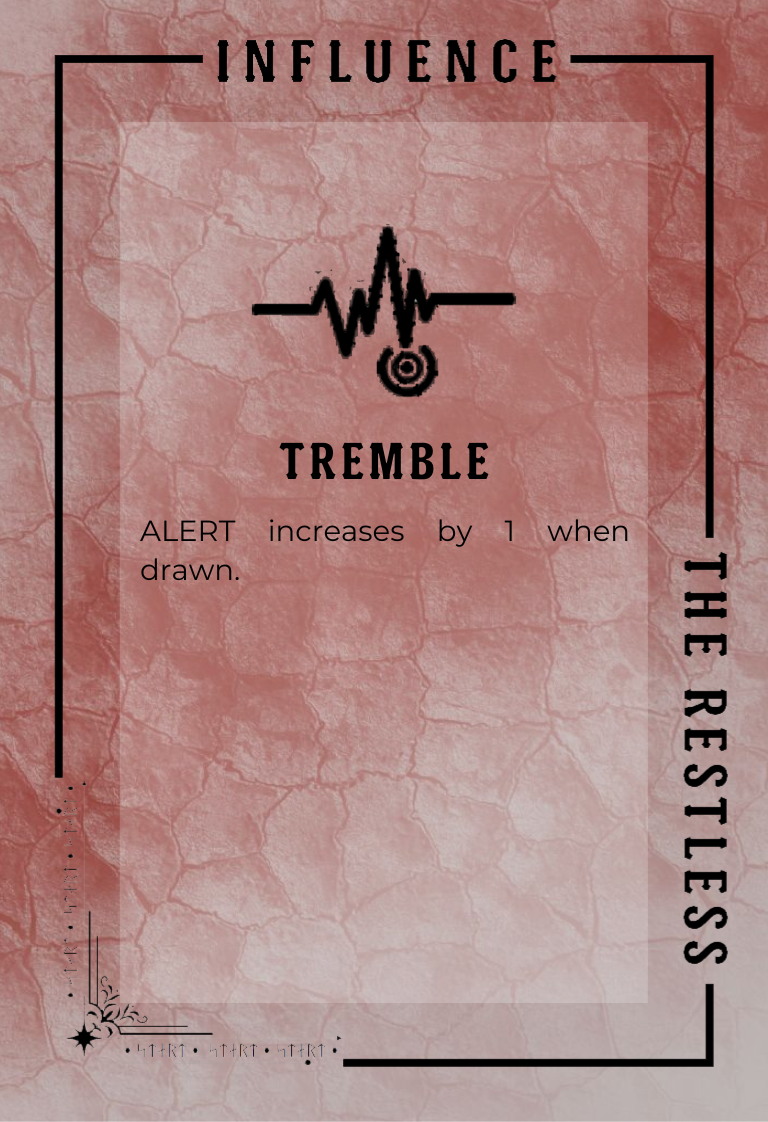 INFLUENCE
TREMBLE
ALERT increases by 1 when
drawn.
THE RESTLESS